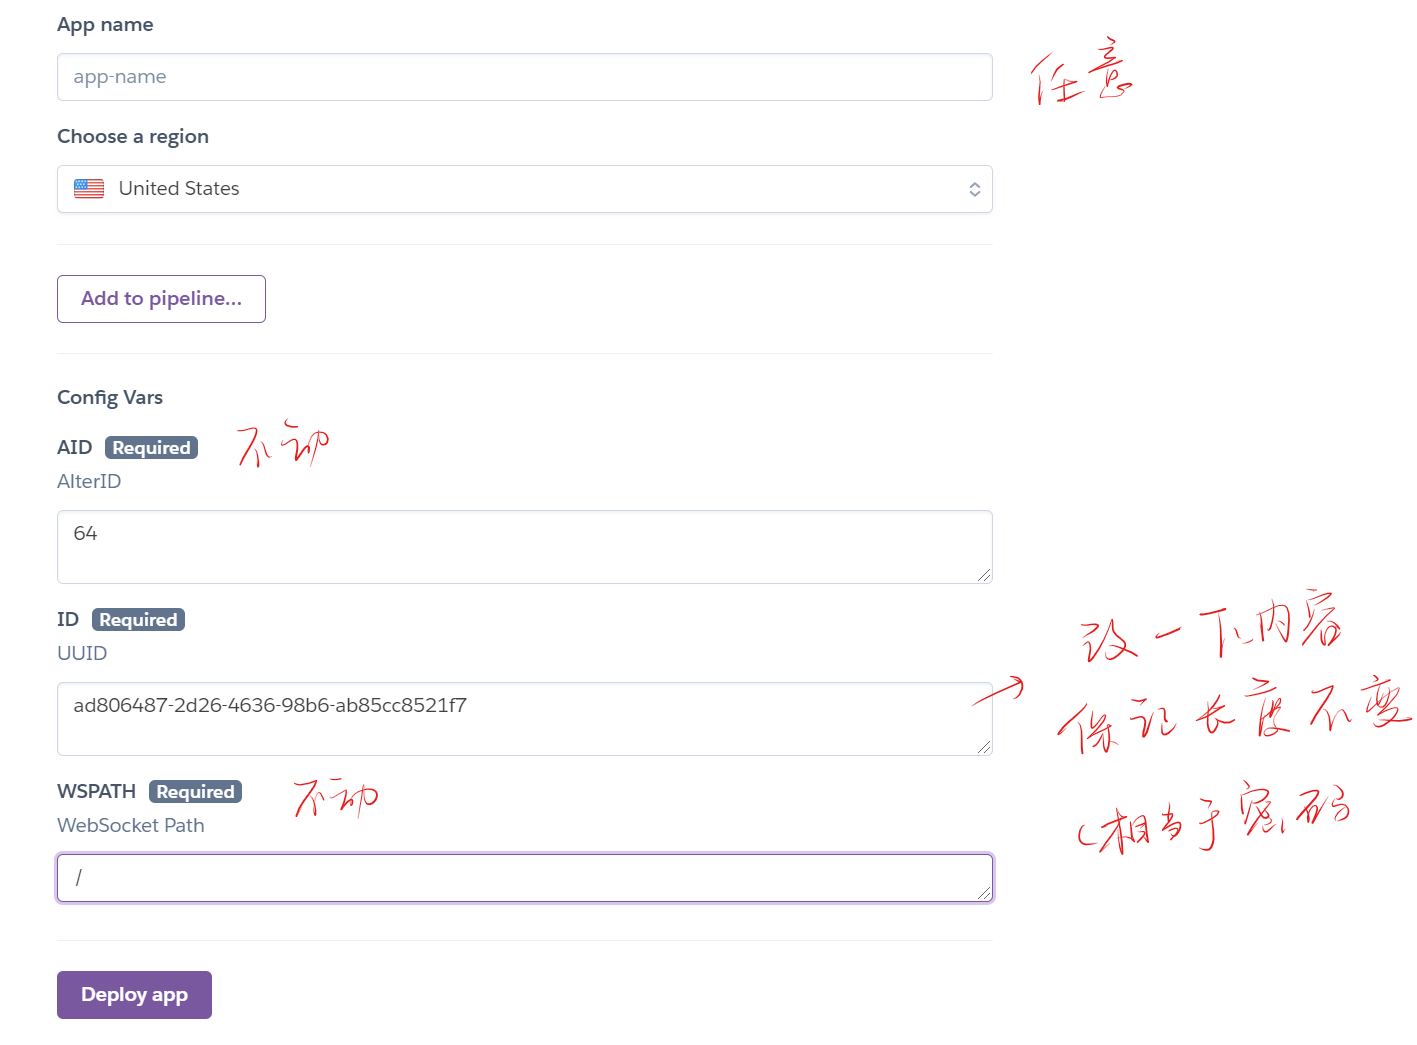 App name
app-name
任意
Choose a region
United States
Add to pipeline...
Config Vars
AID Required 不动
AlterID
64
ID Required
UUID
改一下内容
ad806487-2d26-4636-98b6-ab85cc8521f7
保证长度不变
WSPATH Required 不动
WebSocket Path
(相当于密码
/
Deploy app